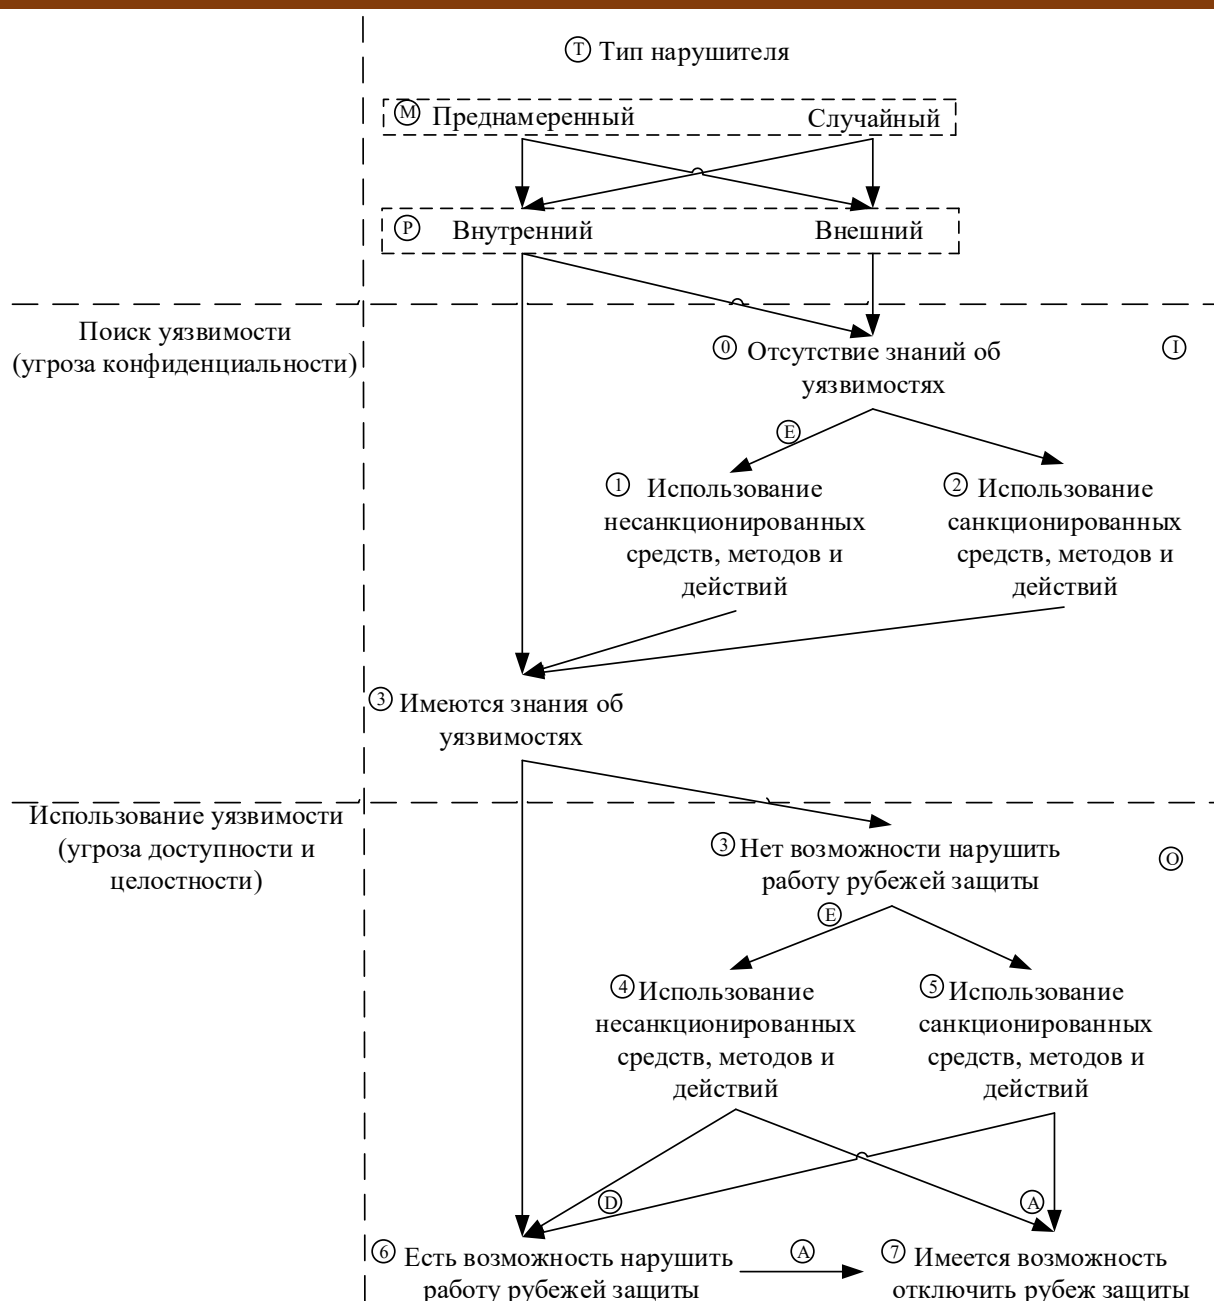 Ⓣ Тип нарушителя
Ⓜ Преднамеренный Случайный
Ⓟ Внутренний Внешний
Поиск уязвимости
(угроза конфиденциальности)
⓪ Отсутствие знаний об
уязвимостях
Ⓘ
Ⓔ
① Использование
несанкционированных
средств, методов и
действий
② Использование
санкционированных
средств, методов и
действий
③ Имеются знания об
уязвимостях
Использование уязвимости
(угроза доступности и
целостности)
③ Нет возможности нарушить
работу рубежей защиты
Ⓞ
Ⓔ
④ Использование
несанкционированных
средств, методов и
действий
⑤ Использование
санкционированных
средств, методов и
действий
Ⓓ
Ⓐ
⑥ Есть возможность нарушить
работу рубежей защиты
Ⓐ
⑦ Имеется возможность
отключить рубеж защиты